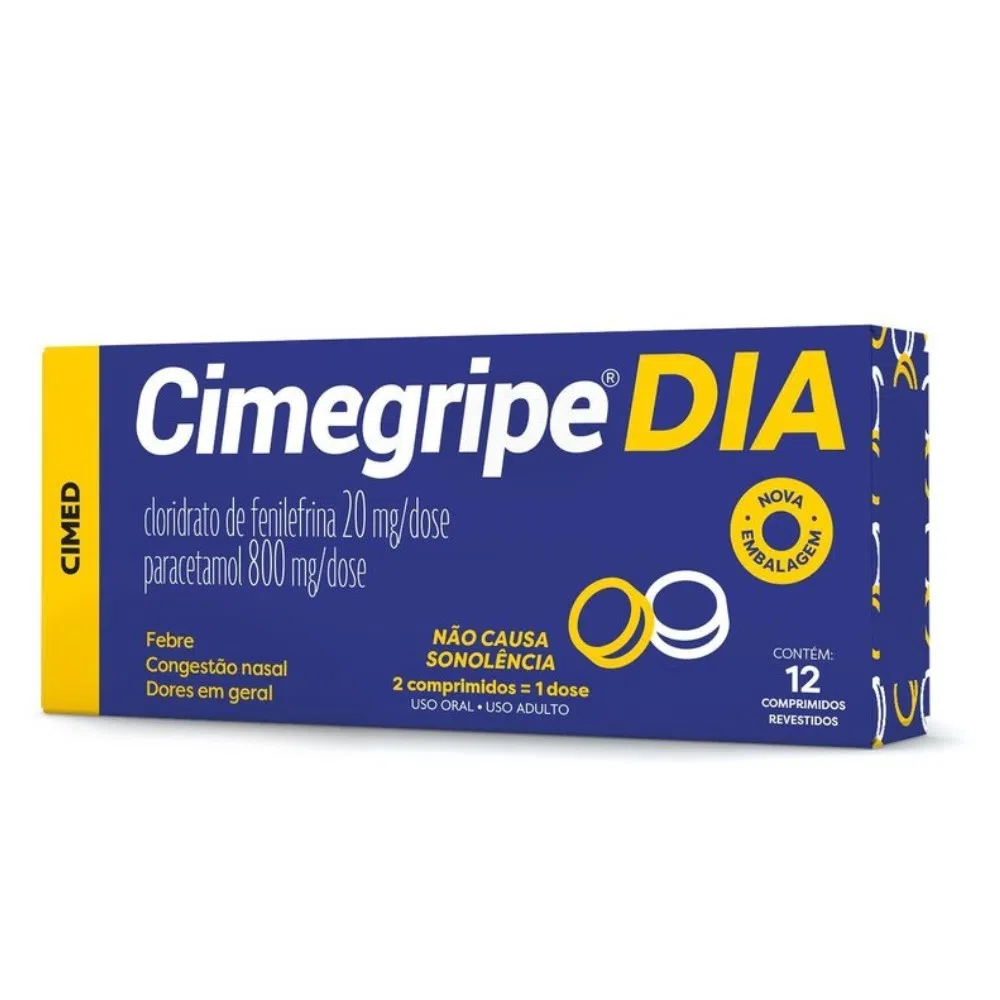 CIMED
Cimegripe® DIA
cloridrato de fenilefrina 20 mg/dose
paracetamol 800 mg/dose
NOVA
EMBALAGEM
Febre
Congestão nasal
Dores em geral
NÃO CAUSA
SONOLÊNCIA
2 comprimidos = 1 dose
USO ORAL • USO ADULTO
CONTÉM:
12
COMPRIMIDOS
REVESTIDOS